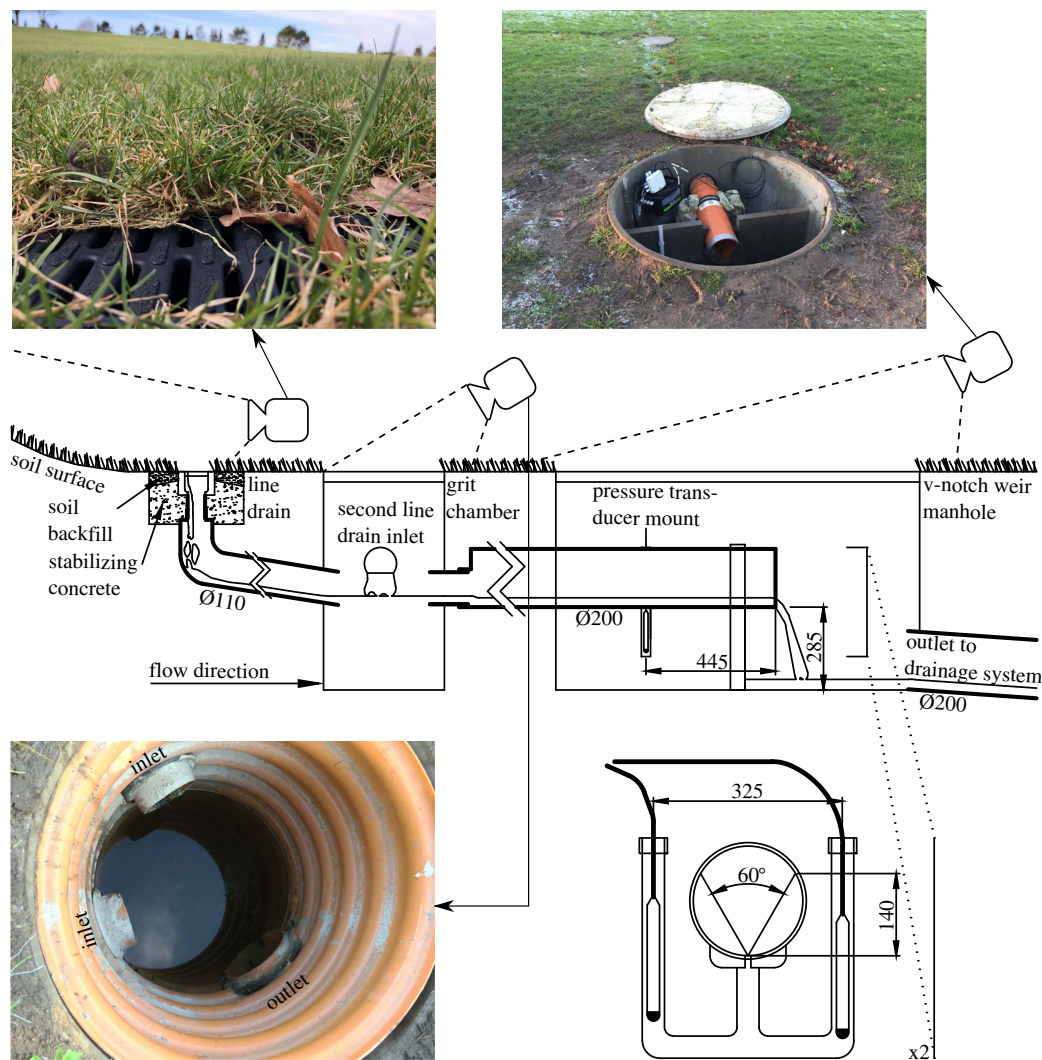 soil surface
soil
backfill
stabilizing
concrete
line
drain
second line
drain inlet
grit
chamber
pressure trans-
ducer mount
v-notch weir
manhole
Ø110
Ø200
445
285
outlet to
drainage system
Ø200
flow direction
inlet
inlet
outlet
325
60°
140
x2